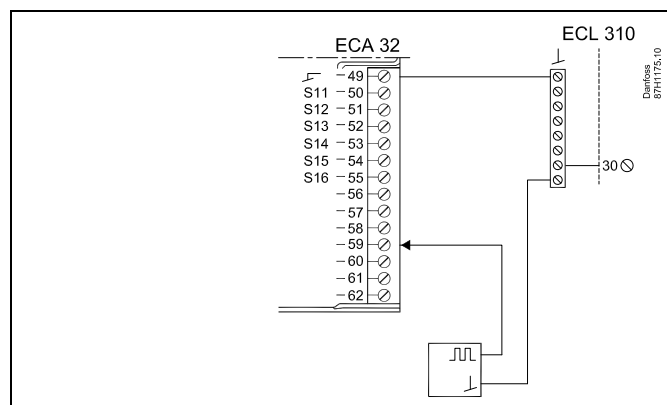 ECA 32
ECL 310
49
S11 50
S12 51
S13 52
S14 53
S15 54
S16 55
56
57
58
59
60
61
62
30
Danfoss
87H1175.10